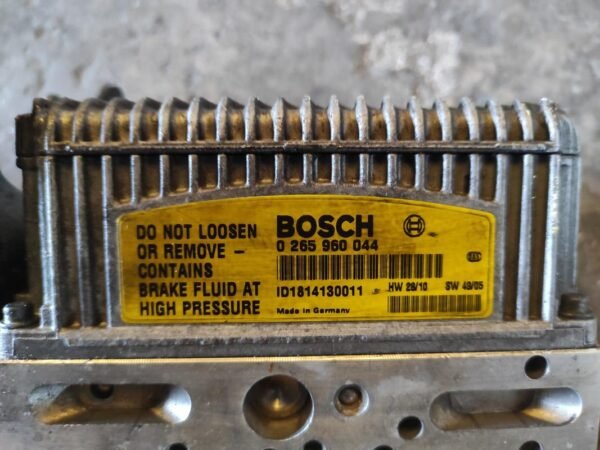 DO NOT LOOSEN
OR REMOVE –
CONTAINS
BRAKE FLUID AT
HIGH PRESSURE
BOSCH
0 265 960 044
ID1814130011
HW 29/10 SW 49/05
Made in Germany